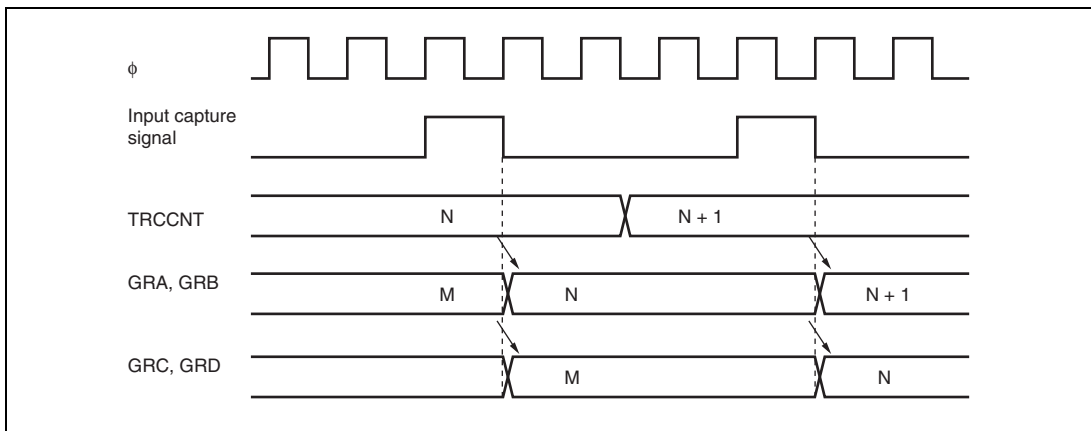 ϕ
Input capture
signal
TRCCNT N N + 1
GRA, GRB M N N + 1
GRC, GRD M N